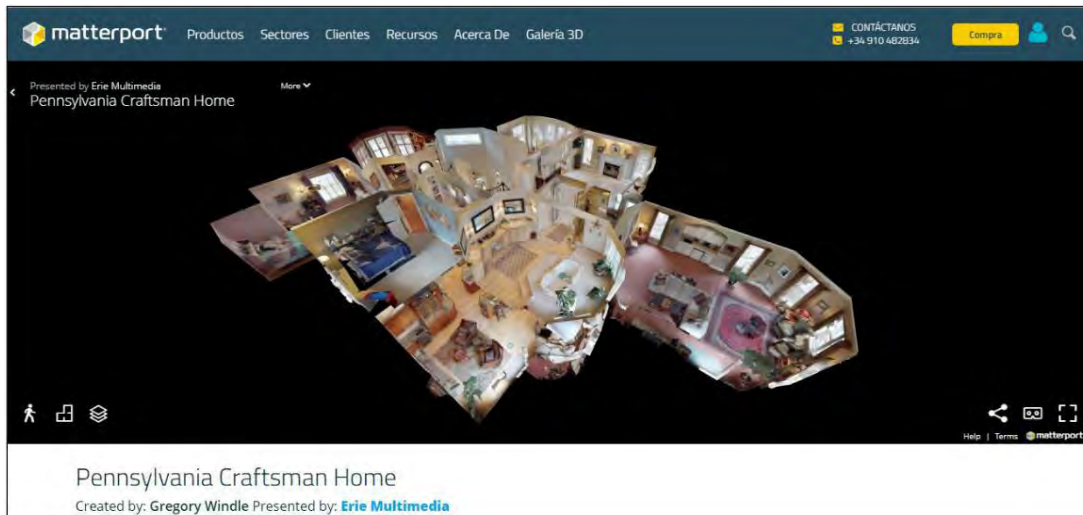 matterport Productos Sectores Clientes Recursos Acerca De Galería 3D
CONTÁCTANOS
+34 910 482834
Compra
Presented by Erie Multimedia
More
Pennsylvania Craftsman Home
Help | Terms matterport
Pennsylvania Craftsman Home
Created by: Gregory Windle Presented by: Erie Multimedia